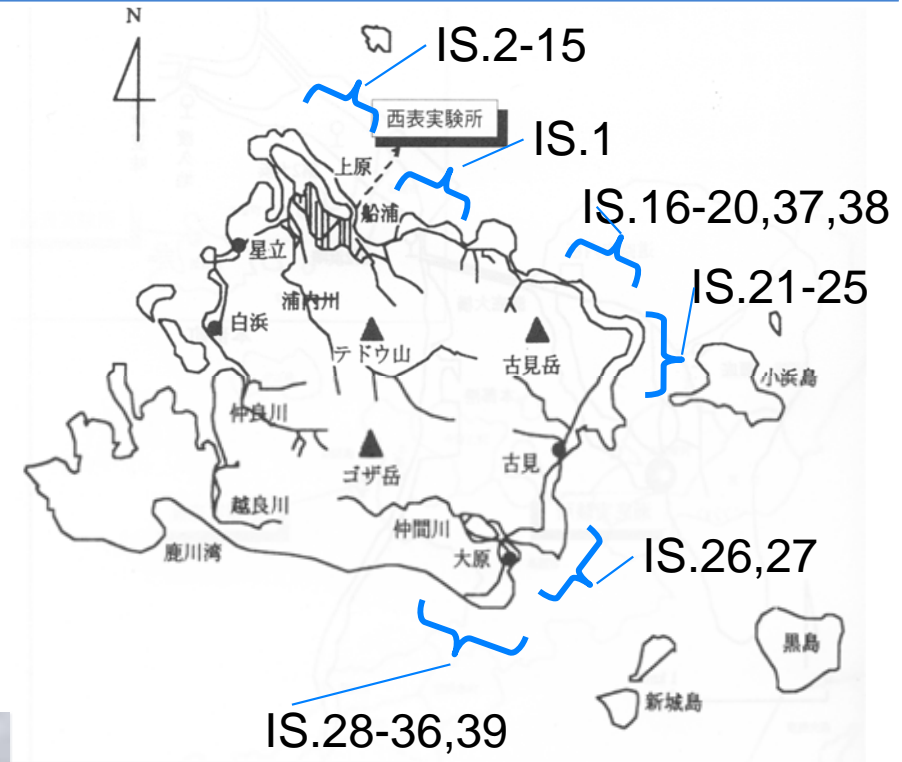 N
IS.2-15
西表実験所
IS.1
上原
船浦
IS.16-20,37,38
星立
IS.21-25
浦内川
白浜
テドウ山
古見岳
小浜島
仲良川
古見
ゴザ岳
越良川
仲間川
鹿川湾
大原
IS.26,27
黒島
新城島
IS.28-36,39